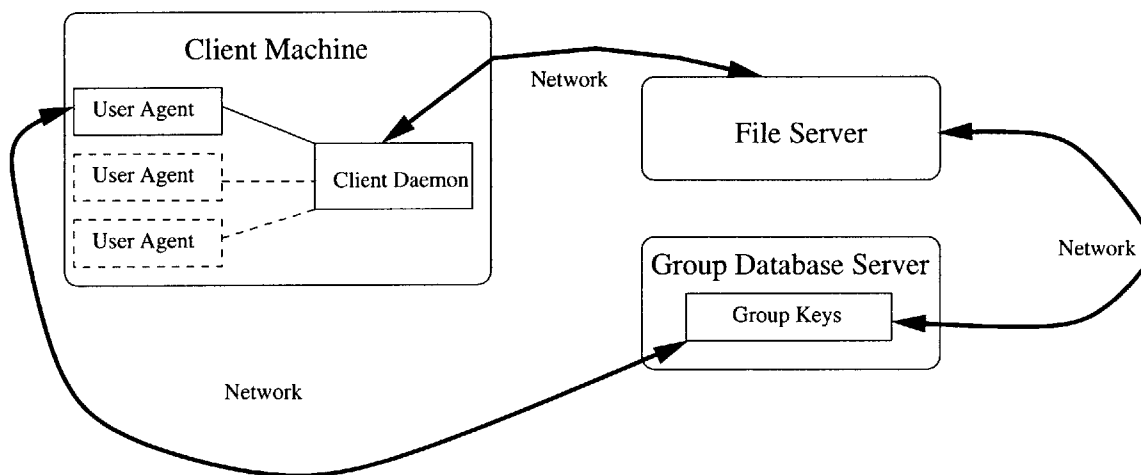 Client Machine
User Agent
User Agent
User Agent
Client Daemon
Network
File Server
Network
Group Database Server
Group Keys
Network